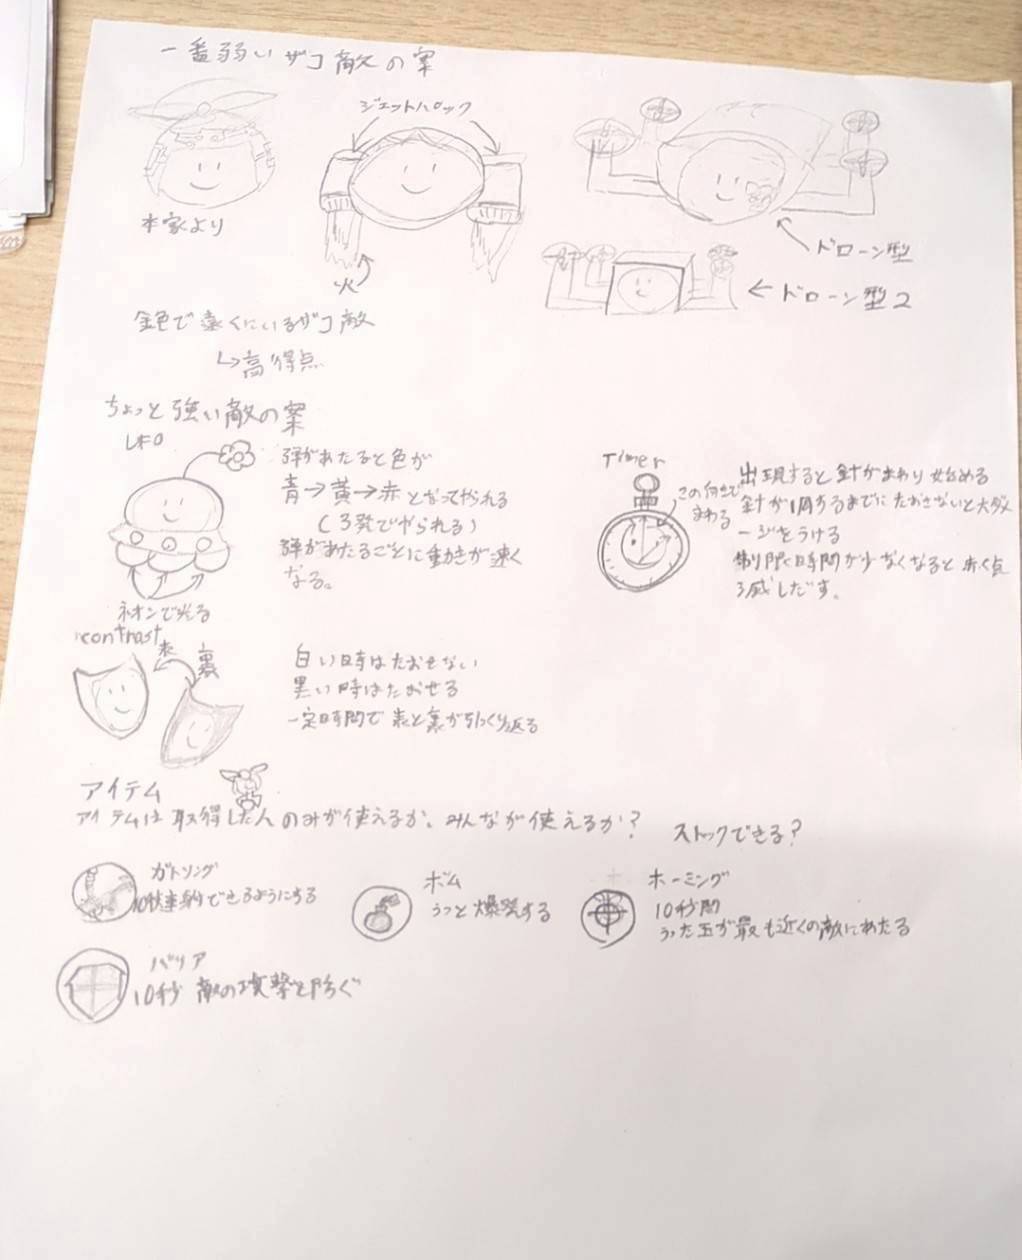 一番弱いザコ敵の案
ジェットパック
本家より
火
ドローン型
ドローン型2
金色で遠くにいるザコ敵
↳高得点
ちょっと強い敵の案
弾があたると色が
青→黄→赤となってやられる
(3発でやられる)
弾があたるごとに動きが速く
なる。
ネオンで光る
Timer
この向きで
まわる
出現すると針がまわり始める
針が1周するまでにたおさないと大ダメ
ージをうける
制限時間が少なくなると赤く点
滅しだす。
contrast
表
裏
白い時はたおせない
黒い時はたおせる
一定時間で表と裏がひっくり返る
アイテム
アイテムは取得した人のみが使えるか、みんなが使えるか?
ストックできる?
ガトリング
10秒連射できるようにする
ボム
うつと爆発する
ホーミング
10秒間
うった玉が最も近くの敵にあたる
バリア
10秒 敵の攻撃を防ぐ